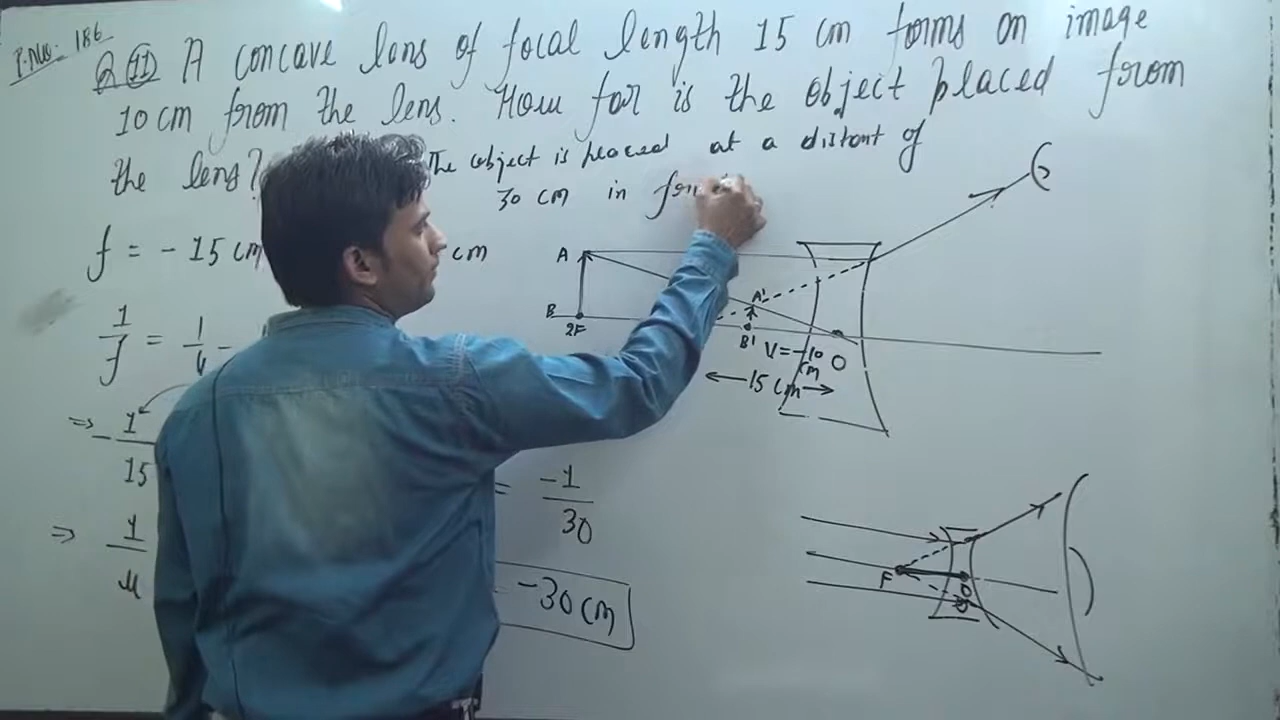 P.No: 186
Q (11) A concave lens of focal length 15 cm forms an image
10 cm from the lens. How far is the object placed from
the lens?
The object is placed at a distant of
30 cm in
f = - 15 cm
cm
1/f = 1/
⇒ - 1/15
= -1/30
⇒ 1/u
-30 cm
A
B
2F
A'
B'
V = -10 cm
O
15 cm
F
O